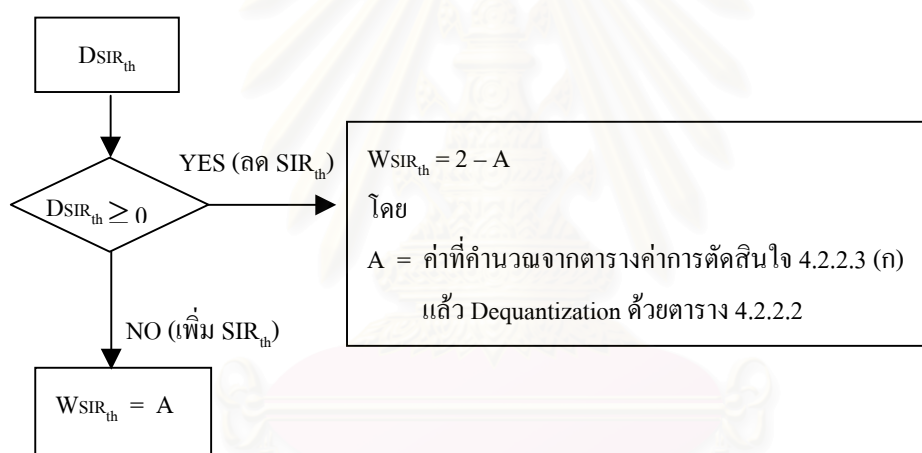 DSIR_th
YES (ลด SIR_th)
DSIR_th ≥ 0
WSIR_th = 2 – A
โดย
A = ค่าที่คำนวณจากตารางค่าการตัดสินใจ 4.2.2.3 (ก)
แล้ว Dequantization ด้วยตาราง 4.2.2.2
NO (เพิ่ม SIR_th)
WSIR_th = A